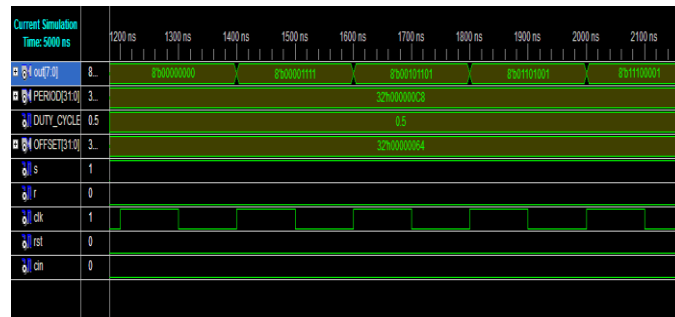 Current Simulation
Time: 5000 ns
1200 ns 1300 ns 1400 ns 1500 ns 1600 ns 1700 ns 1800 ns 1900 ns 2000 ns 2100 ns
out[7:0] 8... 8'b00000000 8'b00001111 8'b00101101 8'b01101001 8'b11100001
PERIOD[31:0] 3... 32'h000000C8
DUTY_CYCLE 0.5 0.5
OFFSET[31:0] 3... 32'h00000064
s 1
r 0
clk 1
rst 0
cin 0